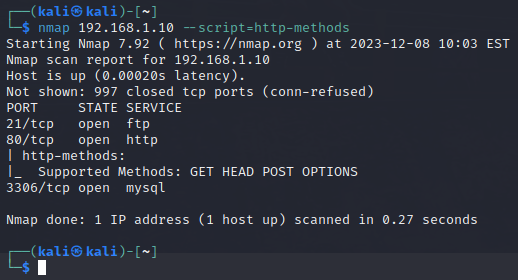 ┌──(kali㉿kali)-[~]
└─$ nmap 192.168.1.10 --script=http-methods
Starting Nmap 7.92 ( https://nmap.org ) at 2023-12-08 10:03 EST
Nmap scan report for 192.168.1.10
Host is up (0.00020s latency).
Not shown: 997 closed tcp ports (conn-refused)
PORT     STATE SERVICE
21/tcp   open  ftp
80/tcp   open  http
| http-methods:
|_  Supported Methods: GET HEAD POST OPTIONS
3306/tcp open  mysql
Nmap done: 1 IP address (1 host up) scanned in 0.27 seconds
┌──(kali㉿kali)-[~]
└─$